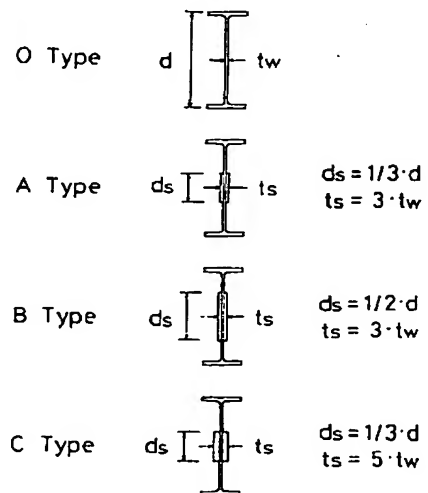 O Type d tw
A Type ds ts ds = 1/3·d
ts = 3·tw
B Type ds ts ds = 1/2·d
ts = 3·tw
C Type ds ts ds = 1/3·d
ts = 5·tw